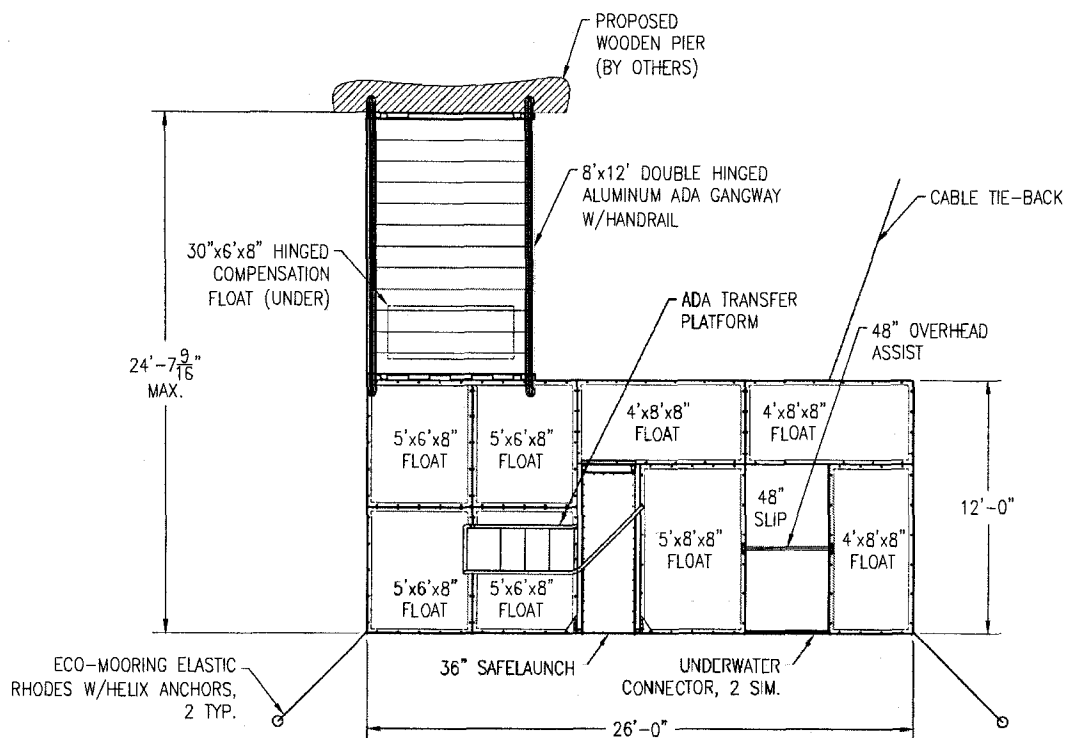 PROPOSED
WOODEN PIER
(BY OTHERS)
8'x12' DOUBLE HINGED
ALUMINUM ADA GANGWAY
W/HANDRAIL
CABLE TIE-BACK
30"x6'x8" HINGED
COMPENSATION
FLOAT (UNDER)
ADA TRANSFER
PLATFORM
48" OVERHEAD
ASSIST
24'-7 9/16"
MAX.
5'x6'x8"
FLOAT
5'x6'x8"
FLOAT
4'x8'x8"
FLOAT
4'x8'x8"
FLOAT
48"
SLIP
12'-0"
5'x8'x8"
FLOAT
4'x8'x8"
FLOAT
5'x6'x8"
FLOAT
5'x6'x8"
FLOAT
ECO-MOORING ELASTIC
RHODES W/HELIX ANCHORS,
2 TYP.
36" SAFELAUNCH
UNDERWATER
CONNECTOR, 2 SIM.
26'-0"